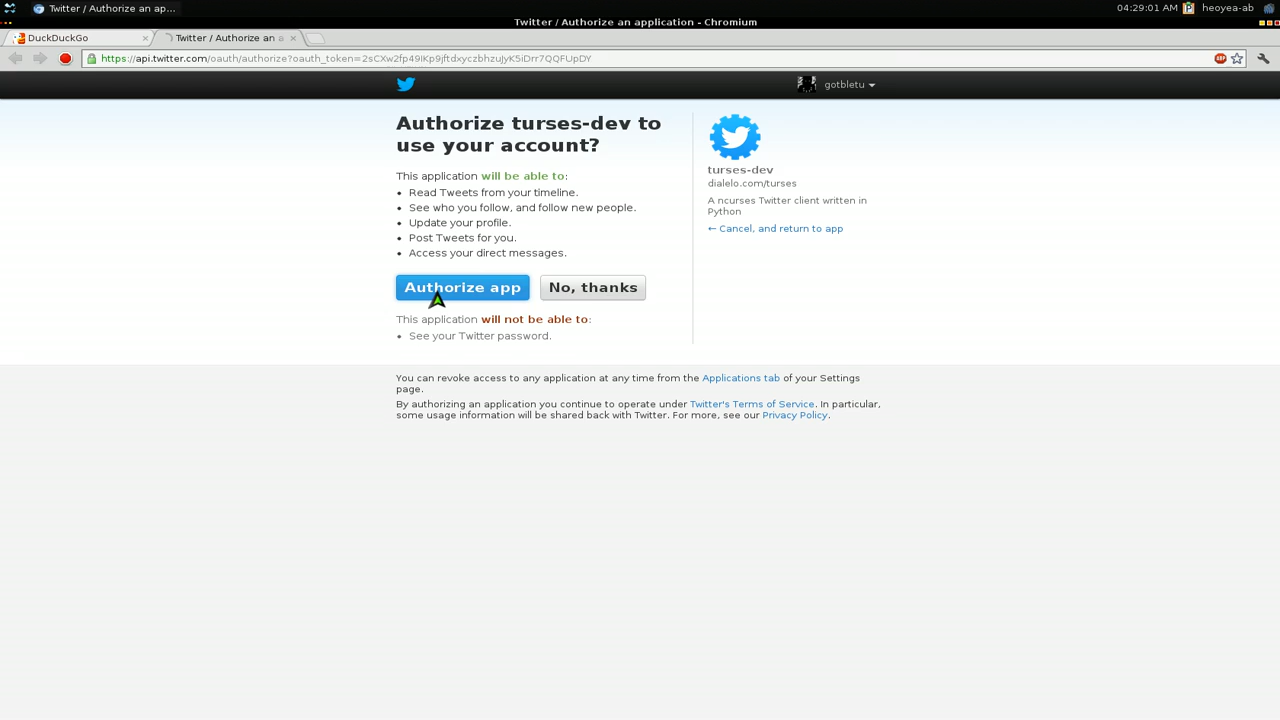 Twitter / Authorize an ap...
04:29:01 AM
heoyea-ab
Twitter / Authorize an application - Chromium
DuckDuckGo
Twitter / Authorize an a
https://api.twitter.com/oauth/authorize?oauth_token=2sCXw2fp49IKp9jftdxyczbhzuJyK5iDrr7QQFUpDY
ABP
gotbletu
Authorize turses-dev to
use your account?
This application will be able to:
• Read Tweets from your timeline.
• See who you follow, and follow new people.
• Update your profile.
• Post Tweets for you.
• Access your direct messages.
Authorize app
No, thanks
This application will not be able to:
• See your Twitter password.
turses-dev
dialelo.com/turses
A ncurses Twitter client written in
Python
← Cancel, and return to app
You can revoke access to any application at any time from the Applications tab of your Settings
page.
By authorizing an application you continue to operate under Twitter's Terms of Service. In particular,
some usage information will be shared back with Twitter. For more, see our Privacy Policy.